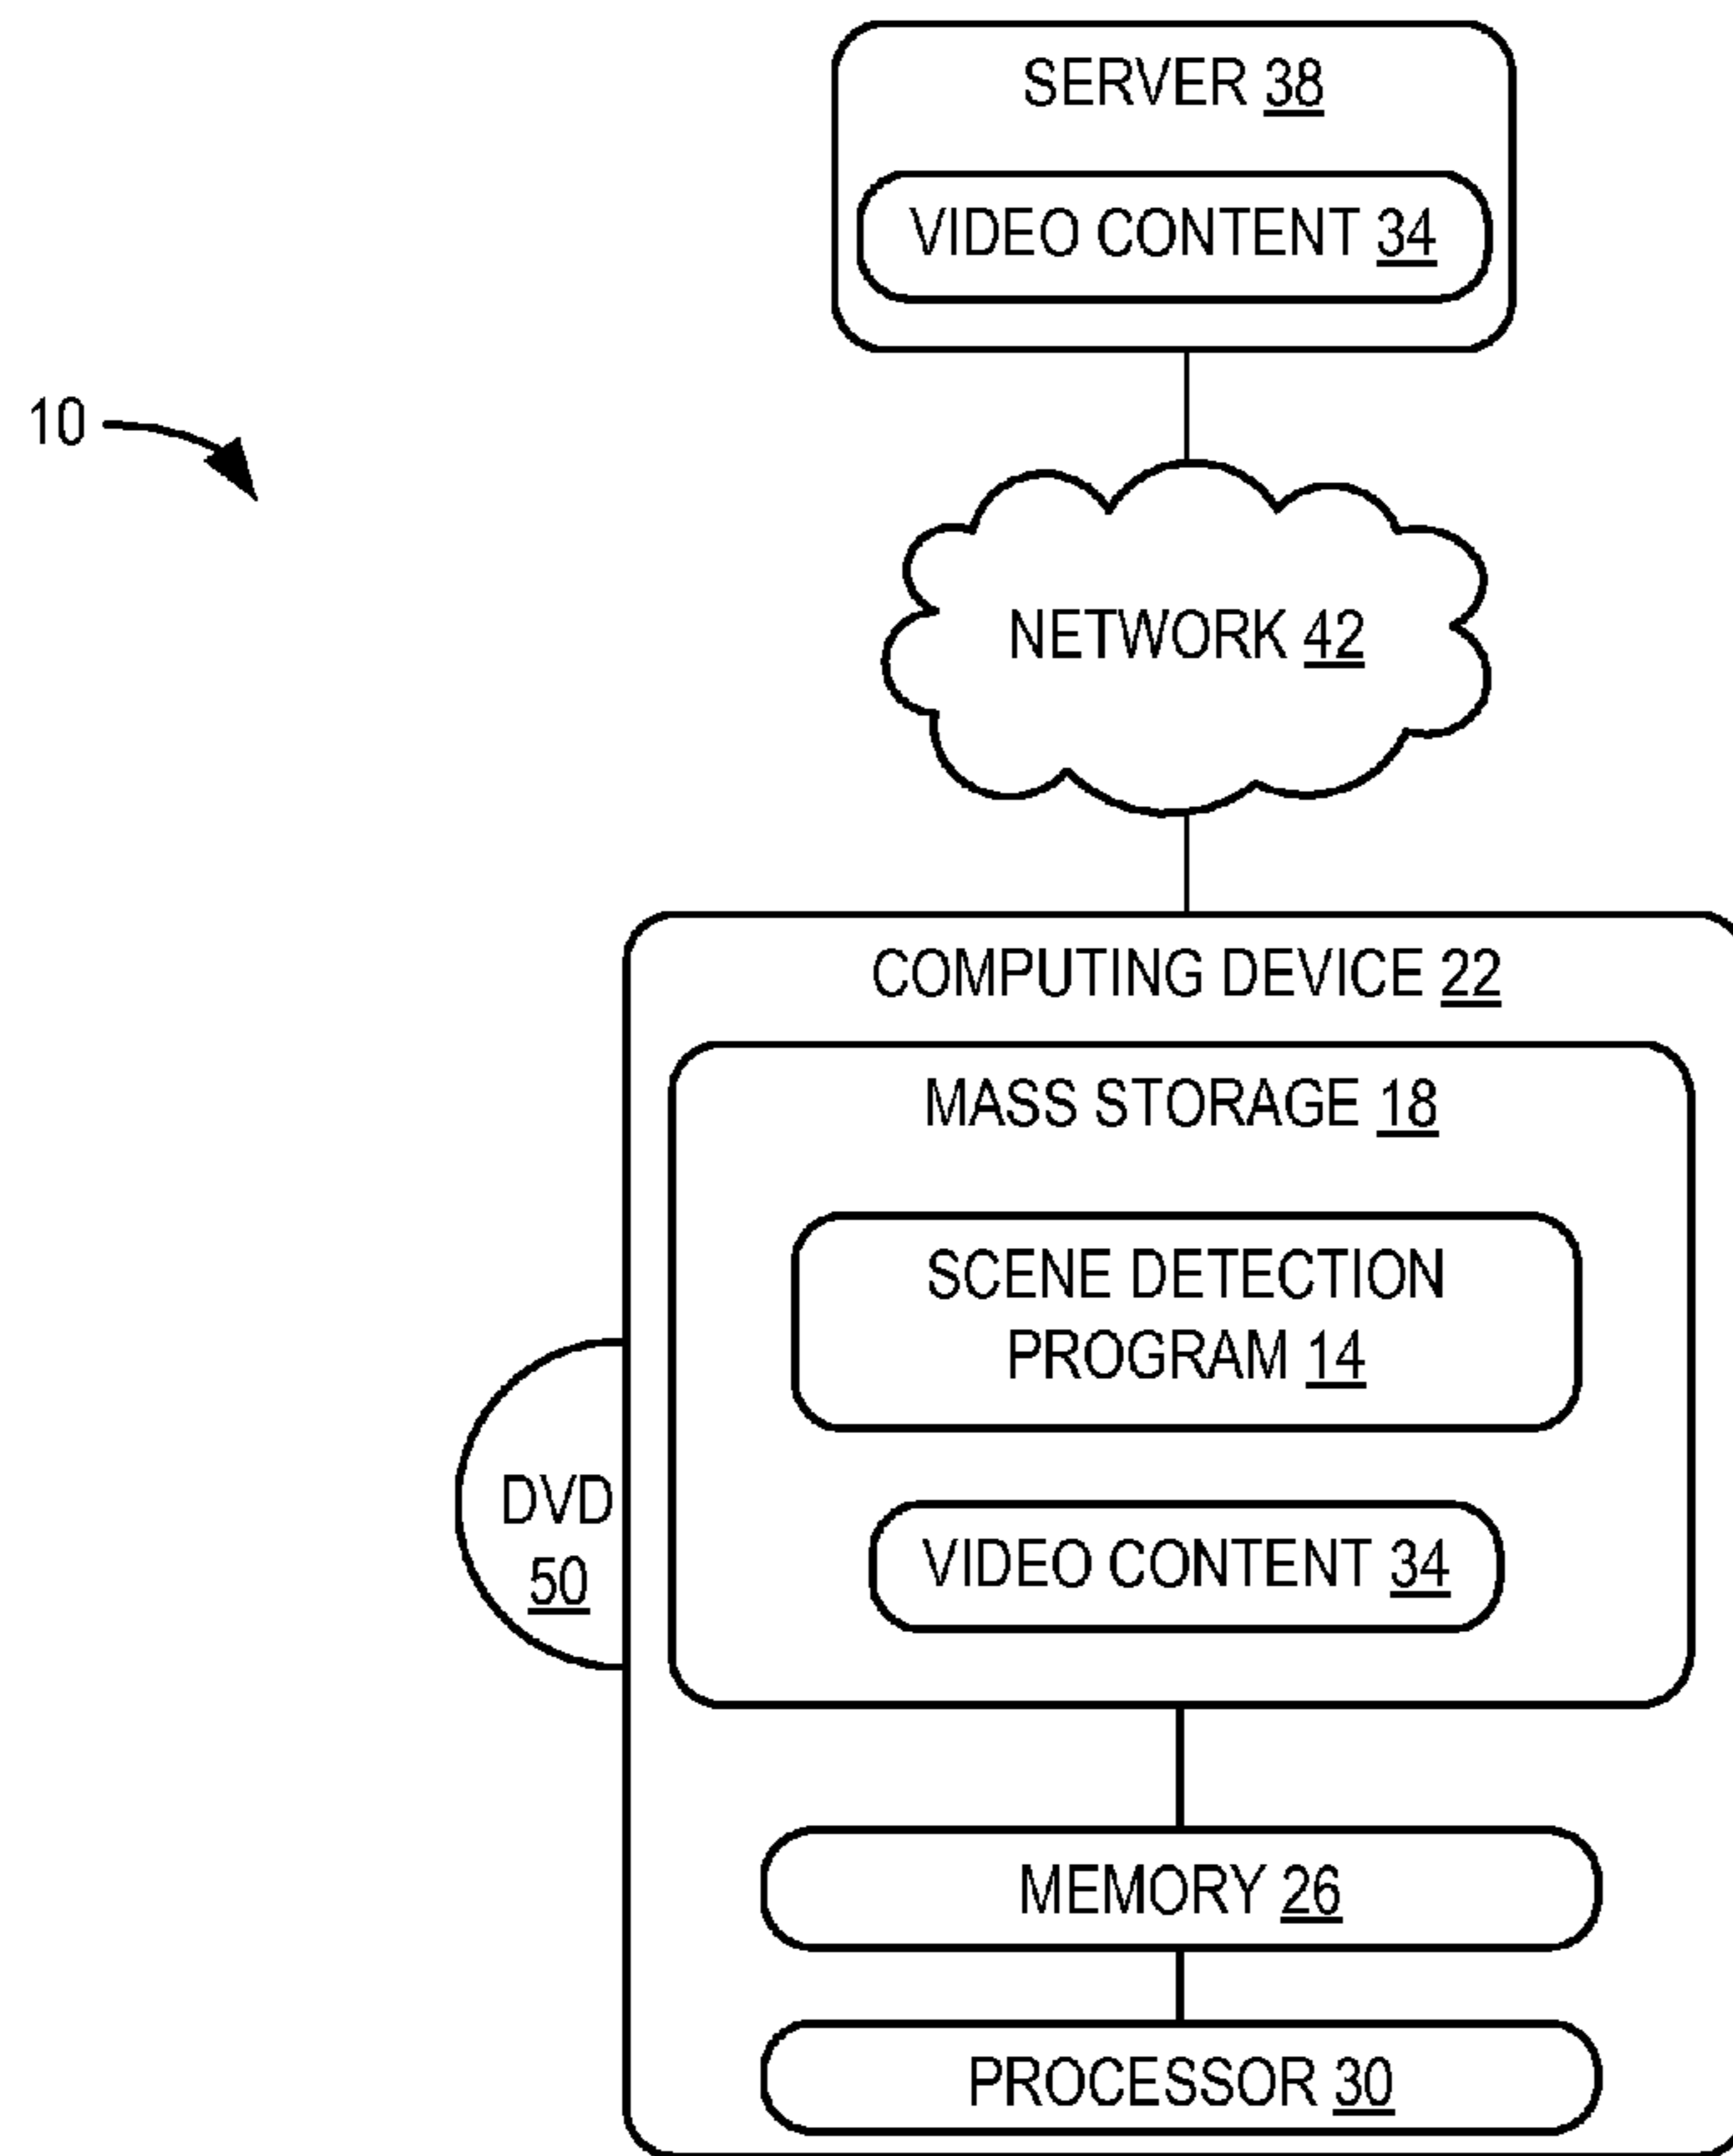 SERVER 38
VIDEO CONTENT 34
10
NETWORK 42
COMPUTING DEVICE 22
MASS STORAGE 18
SCENE DETECTION
PROGRAM 14
DVD
50
VIDEO CONTENT 34
MEMORY 26
PROCESSOR 30